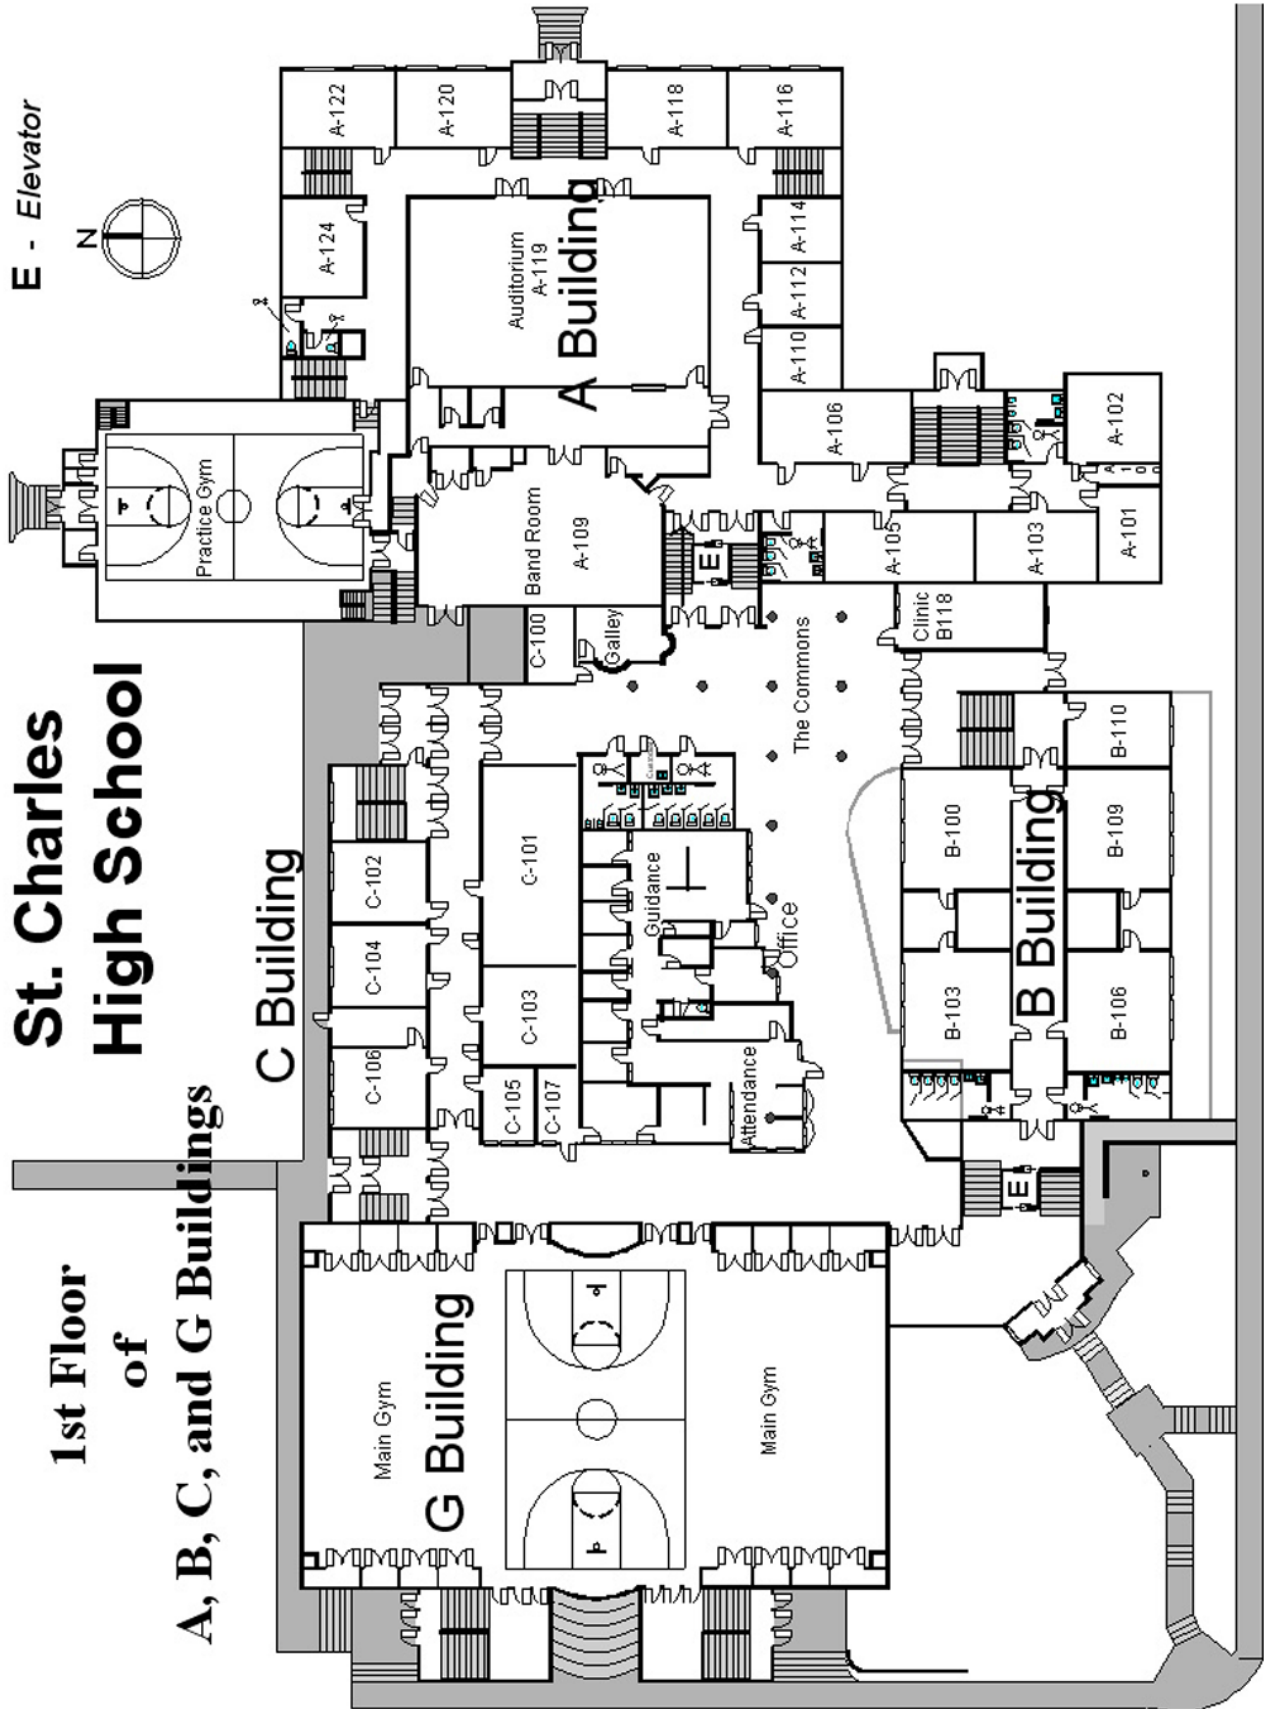 St. Charles
High School
1st Floor
of
A, B, C, and G Buildings
E - Elevator
N
Practice Gym
C Building
A-122
A-124
A-120
C-102
C-104
C-106
Main Gym
G Building
Main Gym
C-100
C-101
C-103
C-105
C-107
Band Room
A-109
Auditorium
A-119
A Building
Galley
Guidance
Office
Attendance
The Commons
E
A-118
A-116
A-114
A-112
A-110
A-106
A-105
A-103
A-102
A100
A-101
Clinic
B118
B-100
B-103
B Building
B-110
B-109
B-106
E